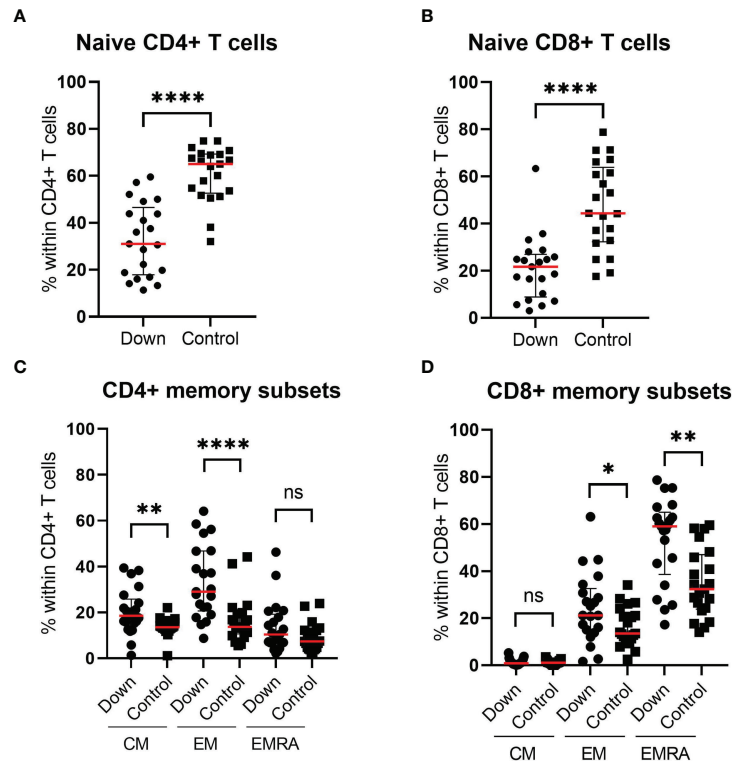 A
Naive CD4+ T cells
% within CD4+ T cells
100
80
60
40
20
0
****
Down
Control
B
Naive CD8+ T cells
% within CD8+ T cells
100
80
60
40
20
0
****
Down
Control
C
CD4+ memory subsets
% within CD4+ T cells
100
80
60
40
20
0
**
****
ns
Down
Control
Down
Control
Down
Control
CM
EM
EMRA
D
CD8+ memory subsets
% within CD8+ T cells
100
80
60
40
20
0
ns
*
**
Down
Control
Down
Control
Down
Control
CM
EM
EMRA